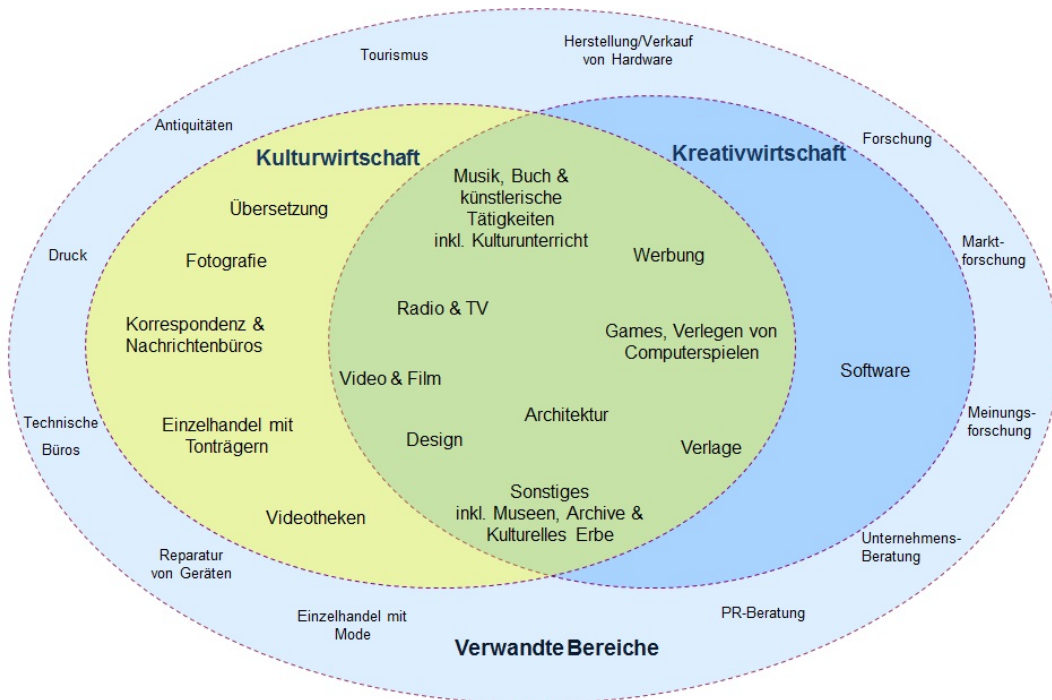 Herstellung/Verkauf
von Hardware
Tourismus
Antiquitäten
Forschung
Kulturwirtschaft
Kreativwirtschaft
Musik, Buch &
künstlerische
Tätigkeiten
inkl. Kulturunterricht
Übersetzung
Druck
Fotografie
Werbung
Markt-
forschung
Radio & TV
Korrespondenz &
Nachrichtenbüros
Games, Verlegen von
Computerspielen
Video & Film
Software
Technische
Büros
Einzelhandel mit
Tonträgern
Design
Architektur
Verlage
Meinungs-
forschung
Videotheken
Sonstiges
inkl. Museen, Archive &
Kulturelles Erbe
Reparatur
von Geräten
Unternehmens-
Beratung
Einzelhandel mit
Mode
PR-Beratung
Verwandte Bereiche